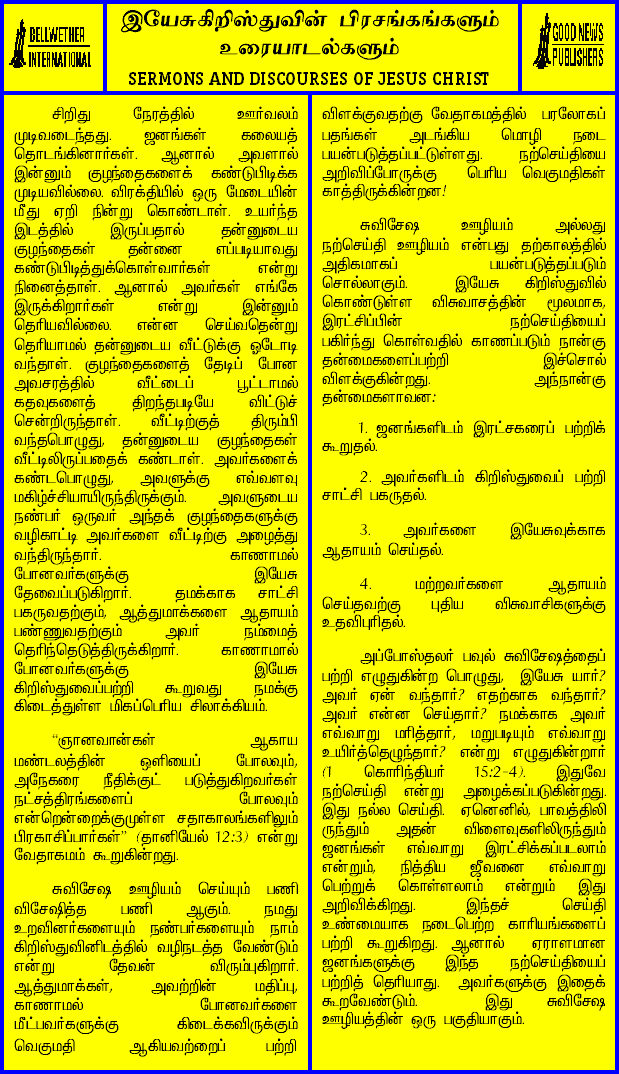 BELLWETHER
INTERNATIONAL
இயேசுகிறிஸ்துவின் பிரசங்கங்களும்
உரையாடல்களும்
SERMONS AND DISCOURSES OF JESUS CHRIST
GOOD NEWS
PUBLISHERS
சிறிது நேரத்தில் ஊர்வலம்
முடிவடைந்தது. ஜனங்கள் கலையத்
தொடங்கினார்கள். ஆனால் அவளால்
இன்னும் குழந்தைகளைக் கண்டுபிடிக்க
முடியவில்லை. விரக்தியில் ஒரு மேடையின்
மீது ஏறி நின்று கொண்டாள். உயர்ந்த
இடத்தில் இருப்பதால் தன்னுடைய
குழந்தைகள் தன்னை எப்படியாவது
கண்டுபிடித்துக்கொள்வார்கள் என்று
நினைத்தாள். ஆனால் அவர்கள் எங்கே
இருக்கிறார்கள் என்று இன்னும்
தெரியவில்லை. என்ன செய்வதென்று
தெரியாமல் தன்னுடைய வீட்டுக்கு ஓடோடி
வந்தாள். குழந்தைகளைத் தேடிப் போன
அவசரத்தில் வீட்டைப் பூட்டாமல்
கதவுகளைத் திறந்தபடியே விட்டுச்
சென்றிருந்தாள். வீட்டிற்குத் திரும்பி
வந்தபொழுது, தன்னுடைய குழந்தைகள்
வீட்டிலிருப்பதைக் கண்டாள். அவர்களைக்
கண்டபொழுது, அவளுக்கு எவ்வளவு
மகிழ்ச்சியாயிருந்திருக்கும். அவளுடைய
நண்பர் ஒருவர் அந்தக் குழந்தைகளுக்கு
வழிகாட்டி அவர்களை வீட்டிற்கு அழைத்து
வந்திருந்தார். காணாமல்
போனவர்களுக்கு இயேசு
தேவைப்படுகிறார். தமக்காக சாட்சி
பகருவதற்கும், ஆத்துமாக்களை ஆதாயம்
பண்ணுவதற்கும் அவர் நம்மைத்
தெரிந்தெடுத்திருக்கிறார். காணாமல்
போனவர்களுக்கு இயேசு
கிறிஸ்துவைப்பற்றி கூறுவது நமக்கு
கிடைத்துள்ள மிகப்பெரிய சிலாக்கியம்.
“ஞானவான்கள் ஆகாய
மண்டலத்தின் ஒளியைப் போலவும்,
அநேகரை நீதிக்குட் படுத்துகிறவர்கள்
நட்சத்திரங்களைப் போலவும்
என்றென்றைக்குமுள்ள சதாகாலங்களிலும்
பிரகாசிப்பார்கள்” (தானியேல் 12:3) என்று
வேதாகமம் கூறுகின்றது.
சுவிசேஷ ஊழியம் செய்யும் பணி
விசேஷித்த பணி ஆகும். நமது
உறவினர்களையும் நண்பர்களையும் நாம்
கிறிஸ்துவினிடத்தில் வழிநடத்த வேண்டும்
என்று தேவன் விரும்புகிறார்.
ஆத்துமாக்கள், அவற்றின் மதிப்பு,
காணாமல் போனவர்களை
மீட்பவர்களுக்கு கிடைக்கவிருக்கும்
வெகுமதி ஆகியவற்றைப் பற்றி
விளக்குவதற்கு வேதாகமத்தில் பரலோகப்
பதங்கள் அடங்கிய மொழி நடை
பயன்படுத்தப்பட்டுள்ளது. நற்செய்தியை
அறிவிப்போருக்கு பெரிய வெகுமதிகள்
காத்திருக்கின்றன!
சுவிசேஷ ஊழியம் அல்லது
நற்செய்தி ஊழியம் என்பது தற்காலத்தில்
அதிகமாகப் பயன்படுத்தப்படும்
சொல்லாகும். இயேசு கிறிஸ்துவில்
கொண்டுள்ள விசுவாசத்தின் மூலமாக,
இரட்சிப்பின் நற்செய்தியைப்
பகிர்ந்து கொள்வதில் காணப்படும் நான்கு
தன்மைகளைப்பற்றி இச்சொல்
விளக்குகின்றது. அந்நான்கு
தன்மைகளாவன:
1. ஜனங்களிடம் இரட்சகரைப் பற்றிக்
கூறுதல்.
2. அவர்களிடம் கிறிஸ்துவைப் பற்றி
சாட்சி பகருதல்.
3. அவர்களை இயேசுவுக்காக
ஆதாயம் செய்தல்.
4. மற்றவர்களை ஆதாயம்
செய்தவற்கு புதிய விசுவாசிகளுக்கு
உதவிபுரிதல்.
அப்போஸ்தலர் பவுல் சுவிசேஷத்தைப்
பற்றி எழுதுகின்ற பொழுது, இயேசு யார்?
அவர் ஏன் வந்தார்? எதற்காக வந்தார்?
அவர் என்ன செய்தார்? நமக்காக அவர்
எவ்வாறு மரித்தார், மறுபடியும் எவ்வாறு
உயிர்த்தெழுந்தார்? என்று எழுதுகின்றார்
(1 கொரிந்தியர் 15:2-4). இதுவே
நற்செய்தி என்று அழைக்கப்படுகின்றது.
இது நல்ல செய்தி. ஏனெனில், பாவத்திலி
ருந்தும் அதன் விளைவுகளிலிருந்தும்
ஜனங்கள் எவ்வாறு இரட்சிக்கப்படலாம்
என்றும், நித்திய ஜீவனை எவ்வாறு
பெற்றுக் கொள்ளலாம் என்றும் இது
அறிவிக்கிறது. இந்தச் செய்தி
உண்மையாக நடைபெற்ற காரியங்களைப்
பற்றி கூறுகிறது. ஆனால் ஏராளமான
ஜனங்களுக்கு இந்த நற்செய்தியைப்
பற்றித் தெரியாது. அவர்களுக்கு இதைக்
கூறவேண்டும். இது சுவிசேஷ
ஊழியத்தின் ஒரு பகுதியாகும்.